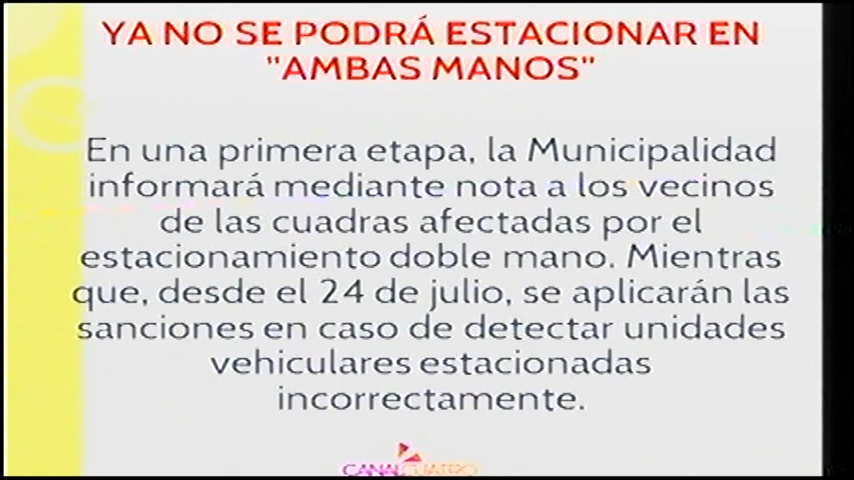 YA NO SE PODRÁ ESTACIONAR EN
"AMBAS MANOS"
En una primera etapa, la Municipalidad
informará mediante nota a los vecinos
de las cuadras afectadas por el
estacionamiento doble mano. Mientras
que, desde el 24 de julio, se aplicarán las
sanciones en caso de detectar unidades
vehiculares estacionadas
incorrectamente.
CANALCUATRO